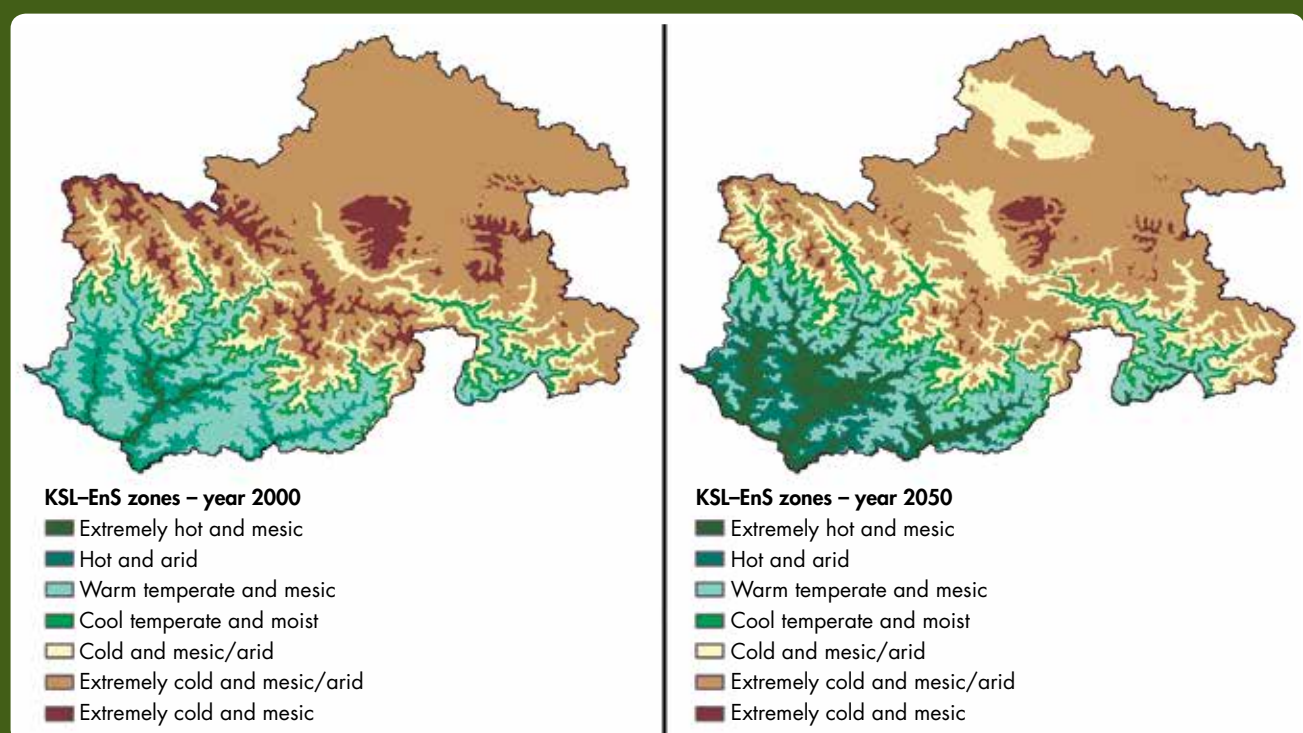 KSL–EnS zones – year 2000
Extremely hot and mesic
Hot and arid
Warm temperate and mesic
Cool temperate and moist
Cold and mesic/arid
Extremely cold and mesic/arid
Extremely cold and mesic
KSL–EnS zones – year 2050
Extremely hot and mesic
Hot and arid
Warm temperate and mesic
Cool temperate and moist
Cold and mesic/arid
Extremely cold and mesic/arid
Extremely cold and mesic